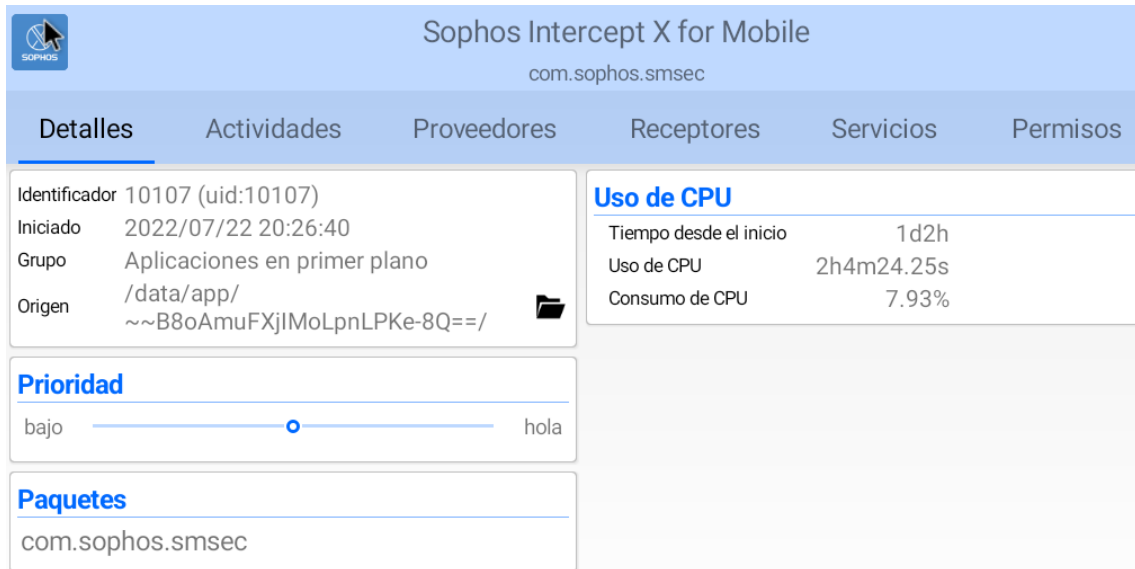 SOPHOS
Sophos Intercept X for Mobile
com.sophos.smsec
Detalles Actividades Proveedores Receptores Servicios Permisos
Identificador 10107 (uid:10107)
Iniciado 2022/07/22 20:26:40
Grupo Aplicaciones en primer plano
Origen /data/app/
~~B8oAmuFXjIMoLpnLPKe-8Q==/
Uso de CPU
Tiempo desde el inicio 1d2h
Uso de CPU 2h4m24.25s
Consumo de CPU 7.93%
Prioridad
bajo hola
Paquetes
com.sophos.smsec